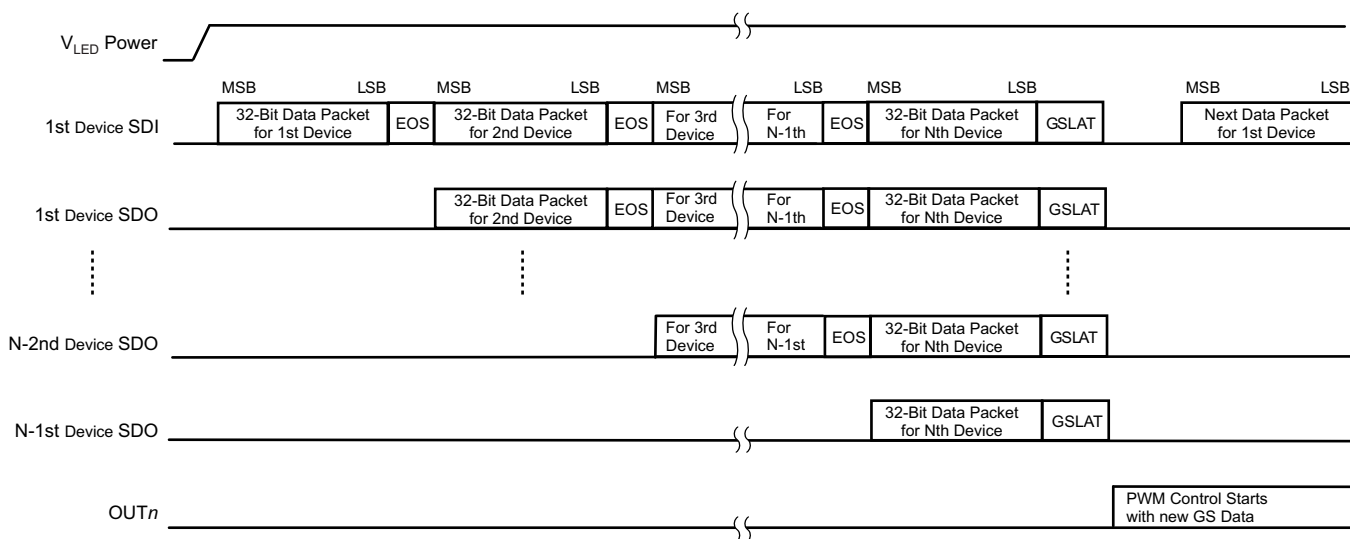 V_LED Power
MSB LSB MSB LSB MSB LSB MSB LSB MSB LSB
1st Device SDI
32-Bit Data Packet
for 1st Device
EOS
32-Bit Data Packet
for 2nd Device
EOS
For 3rd
Device
For
N-1th
EOS
32-Bit Data Packet
for Nth Device
GSLAT
Next Data Packet
for 1st Device
1st Device SDO
32-Bit Data Packet
for 2nd Device
EOS
For 3rd
Device
For
N-1th
EOS
32-Bit Data Packet
for Nth Device
GSLAT
N-2nd Device SDO
For 3rd
Device
For
N-1st
EOS
32-Bit Data Packet
for Nth Device
GSLAT
N-1st Device SDO
32-Bit Data Packet
for Nth Device
GSLAT
OUTn
PWM Control Starts
with new GS Data